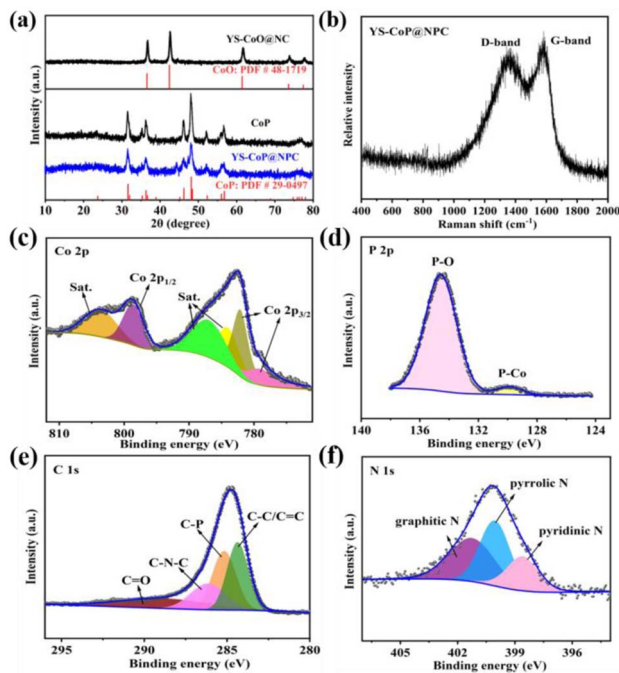 (a)
YS-CoO@NC
CoO: PDF # 48-1719
CoP
YS-CoP@NPC
CoP: PDF # 29-0497
Intensity (a.u.)
10 20 30 40 50 60 70 80
2θ (degree)
(b)
YS-CoP@NPC
D-band
G-band
Relative intensity
400 600 800 1000 1200 1400 1600 1800 2000
Raman shift (cm-1)
(c)
Co 2p
Sat.
Co 2p1/2
Sat.
Co 2p3/2
Intensity (a.u.)
810 800 790 780
Binding energy (eV)
(d)
P 2p
P-O
P-Co
Intensity (a.u.)
140 136 132 128 124
Binding energy (eV)
(e)
C 1s
C-C/C=C
C-P
C-N-C
C=O
Intensity (a.u.)
295 290 285 280
Binding energy (eV)
(f)
N 1s
pyrrolic N
graphitic N
pyridinic N
Intensity (a.u.)
405 402 399 396
Binding energy (eV)